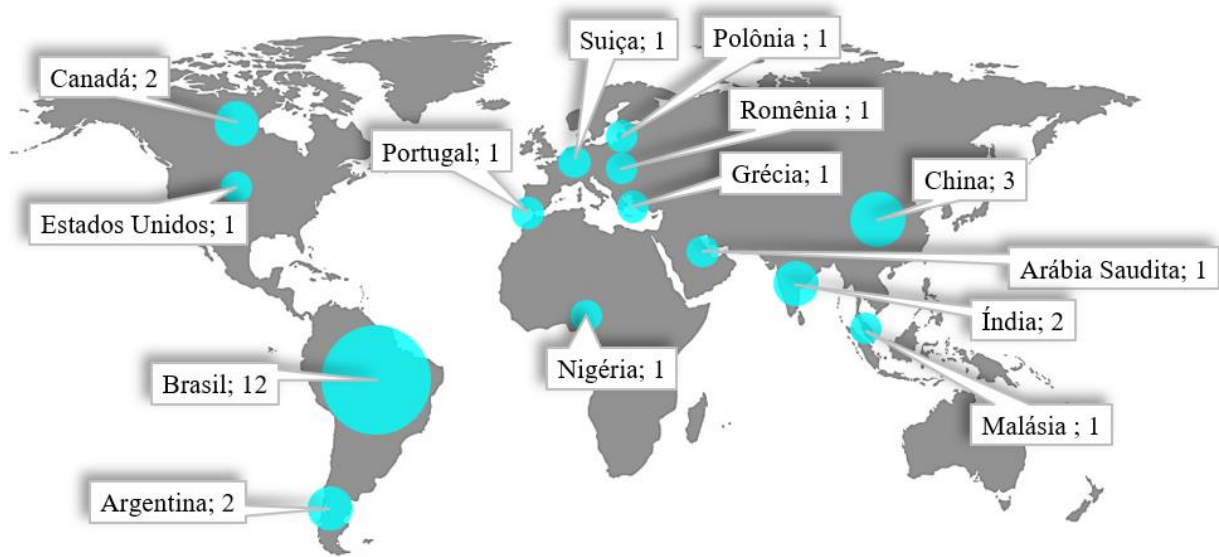 Suiça; 1
Polônia ; 1
Canadá; 2
Romênia ; 1
Portugal; 1
Grécia; 1
China; 3
Estados Unidos; 1
Arábia Saudita; 1
Índia; 2
Brasil; 12
Nigéria; 1
Malásia ; 1
Argentina; 2